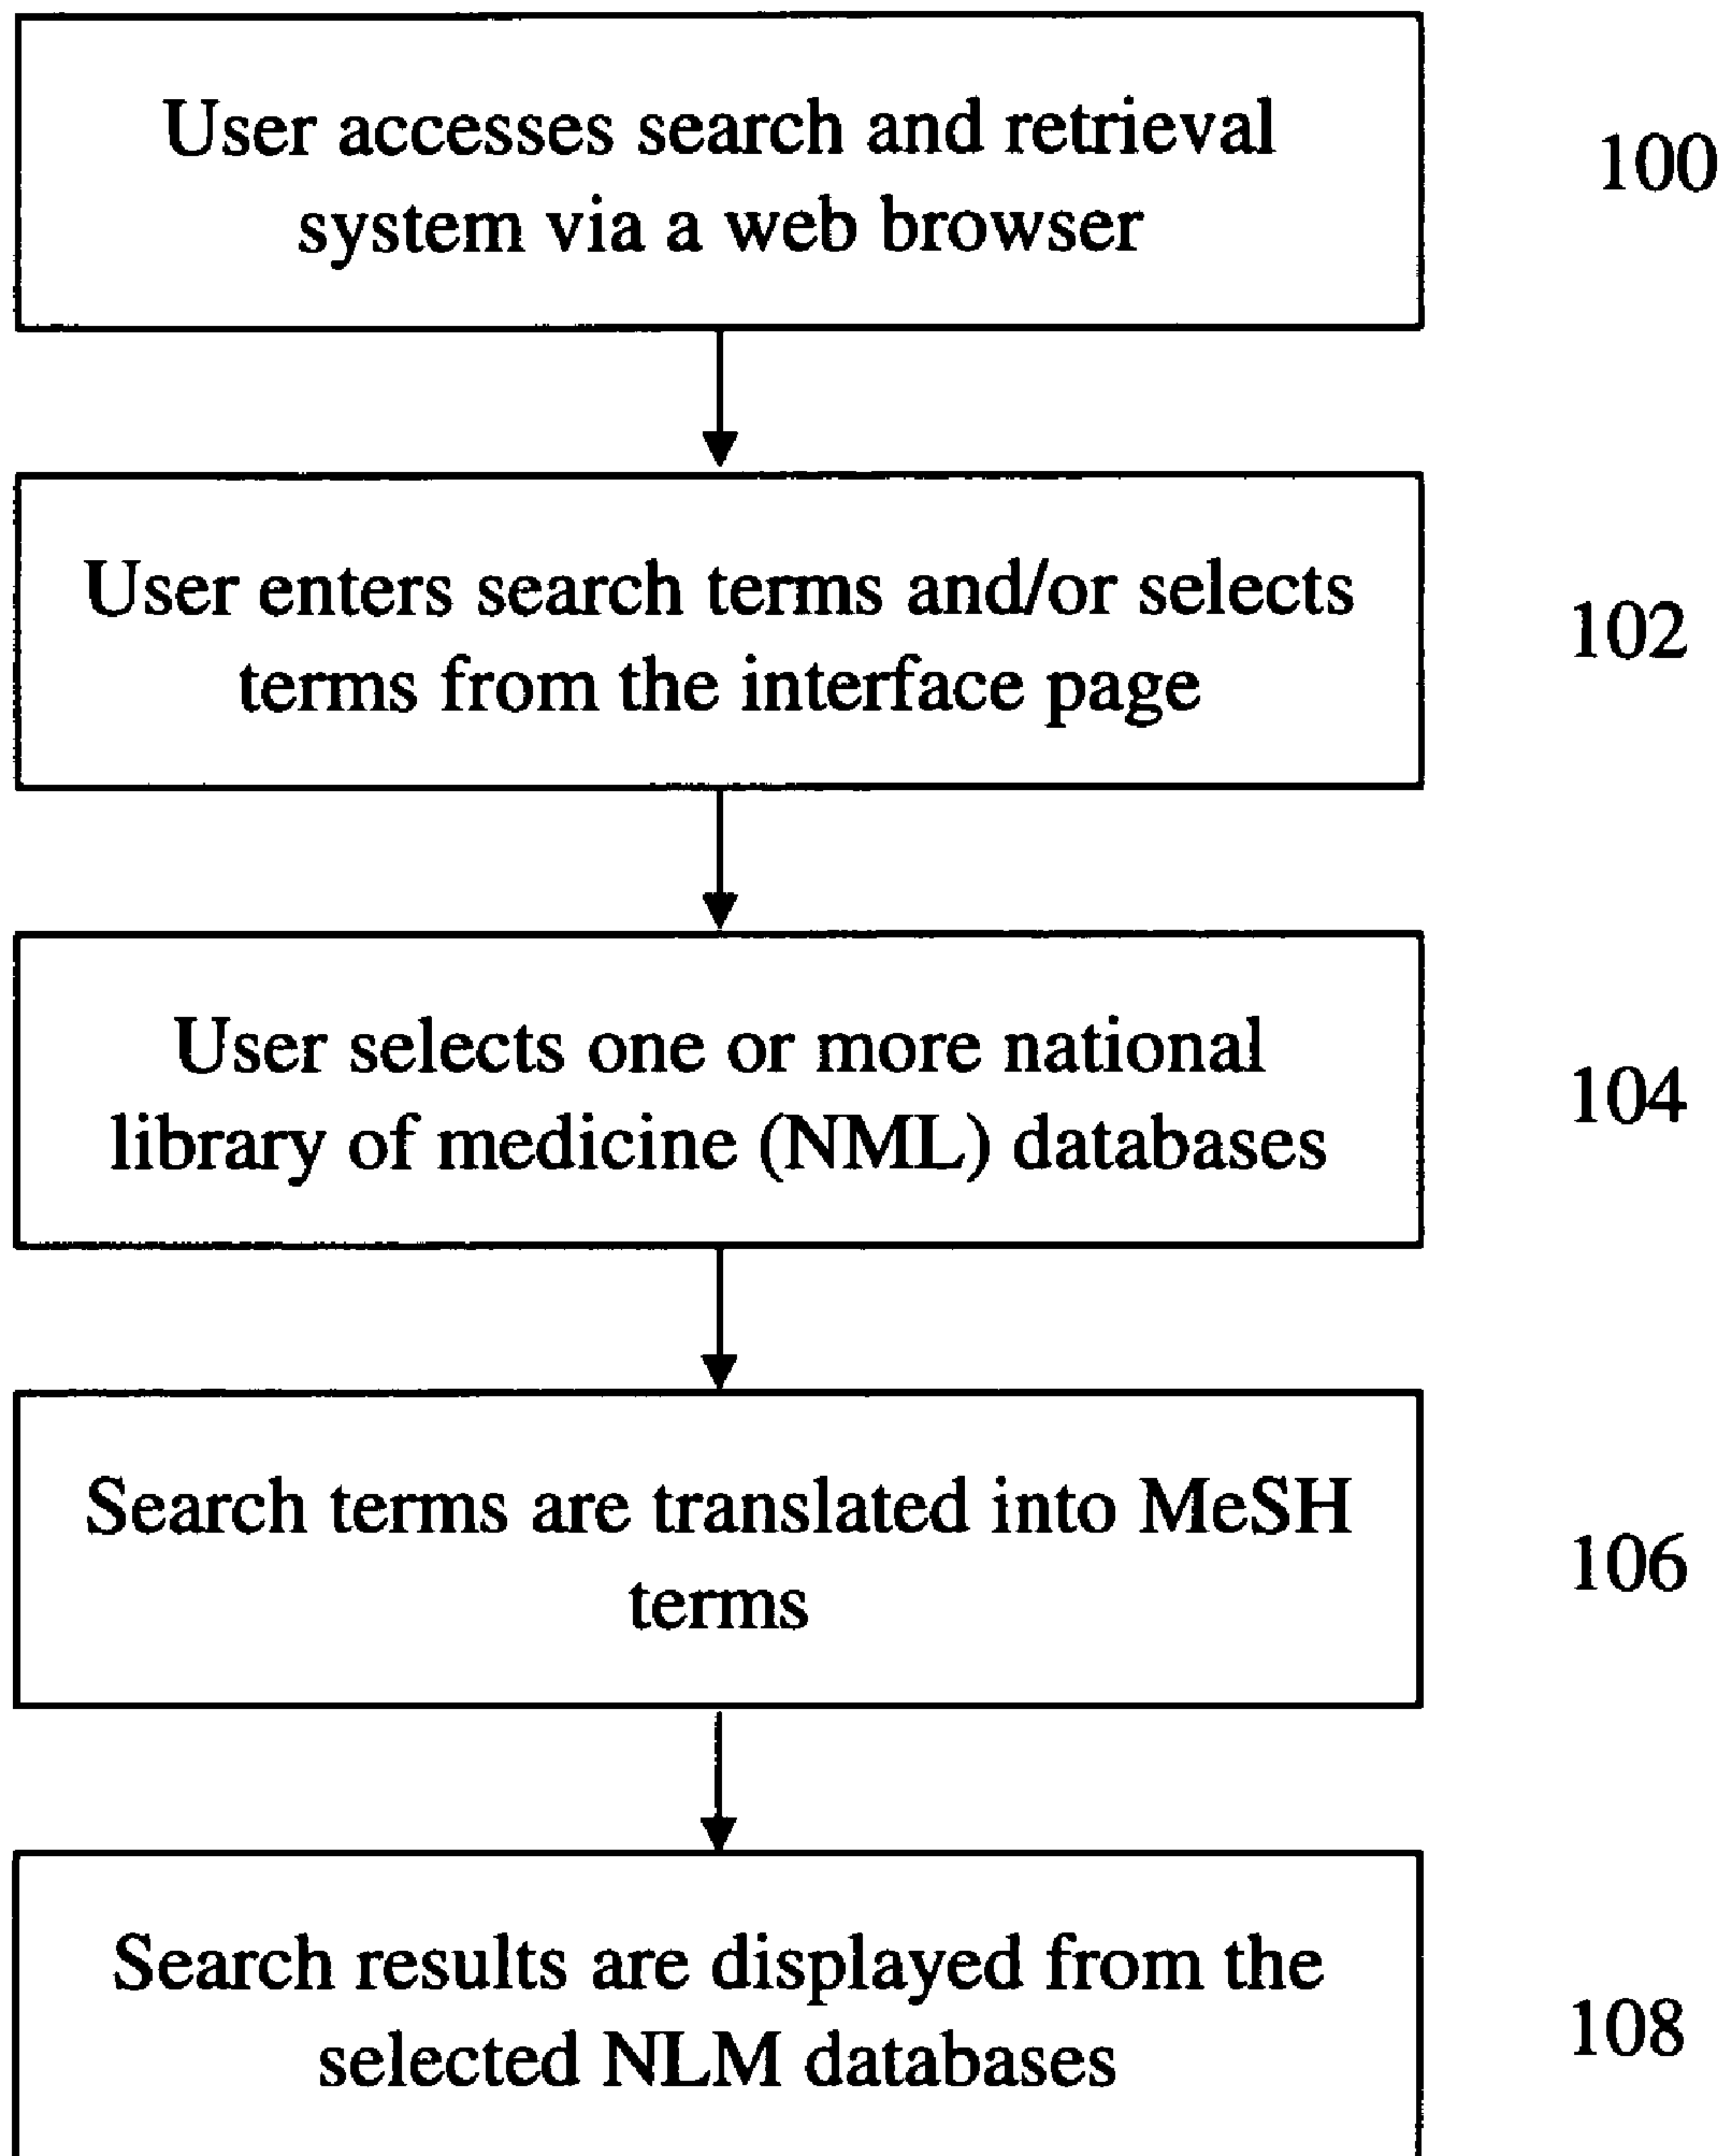 User accesses search and retrieval
system via a web browser
100
User enters search terms and/or selects
terms from the interface page
102
User selects one or more national
library of medicine (NML) databases
104
Search terms are translated into MeSH
terms
106
Search results are displayed from the
selected NLM databases
108